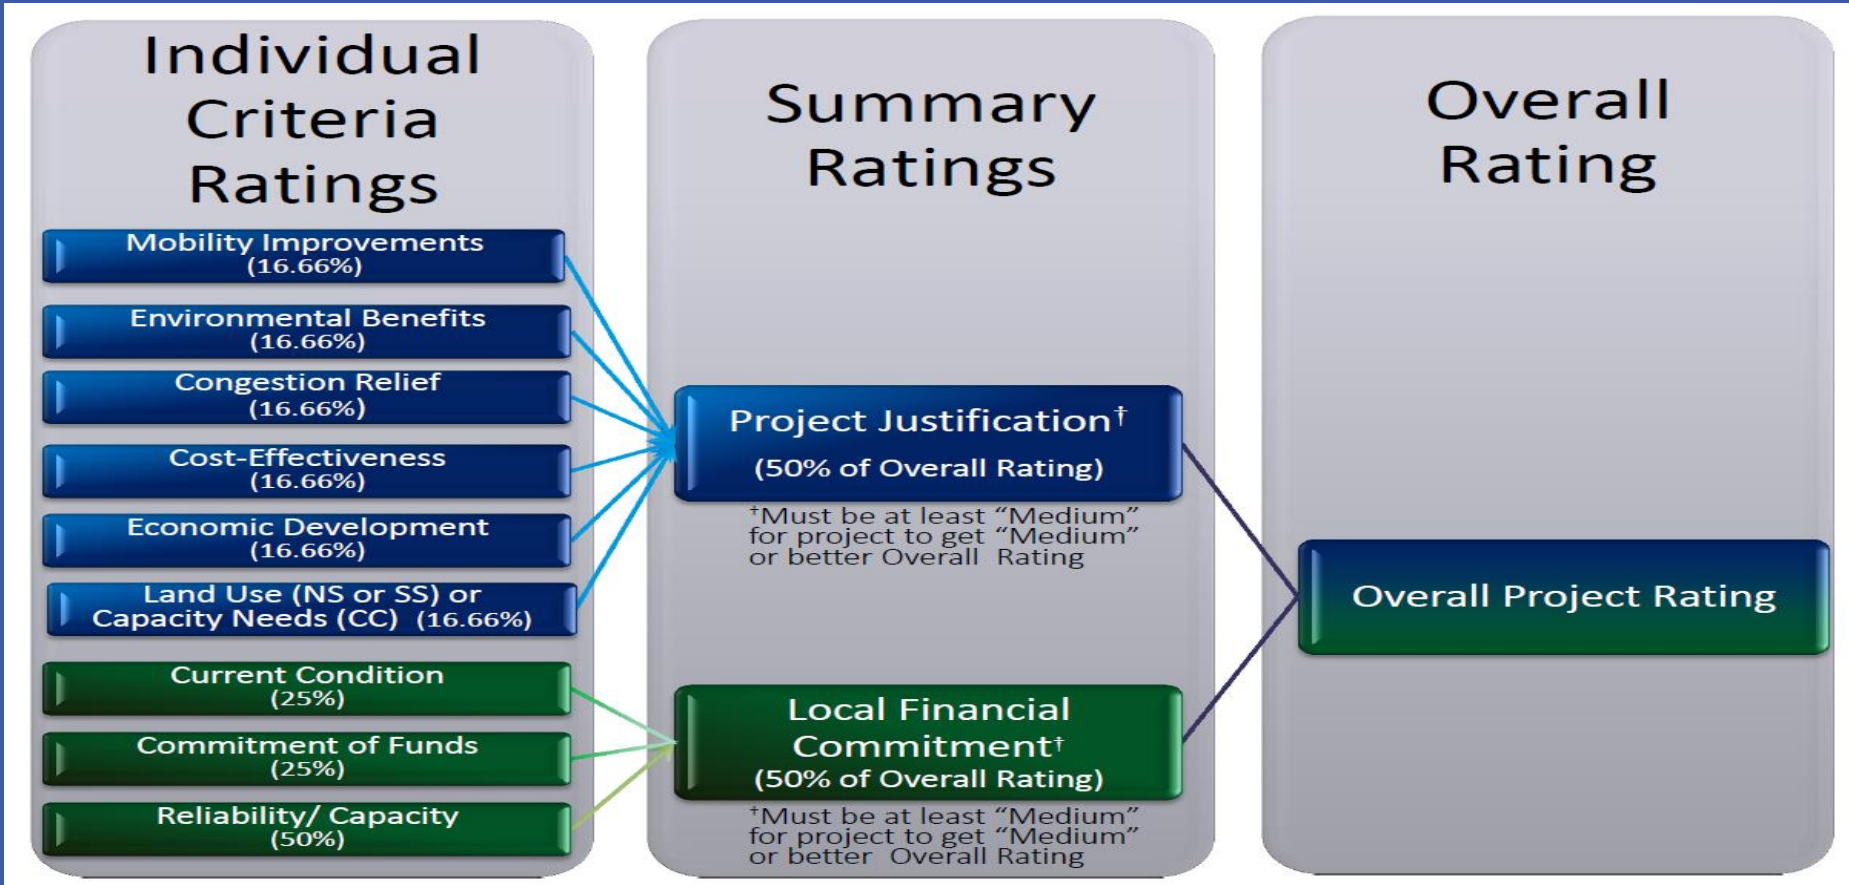 Individual
Criteria
Ratings
Mobility Improvements
(16.66%)
Environmental Benefits
(16.66%)
Congestion Relief
(16.66%)
Cost-Effectiveness
(16.66%)
Economic Development
(16.66%)
Land Use (NS or SS) or
Capacity Needs (CC) (16.66%)
Current Condition
(25%)
Commitment of Funds
(25%)
Reliability/ Capacity
(50%)
Summary
Ratings
Project Justification†
(50% of Overall Rating)
†Must be at least “Medium”
for project to get “Medium”
or better Overall Rating
Local Financial
Commitment†
(50% of Overall Rating)
†Must be at least “Medium”
for project to get “Medium”
or better Overall Rating
Overall
Rating
Overall Project Rating